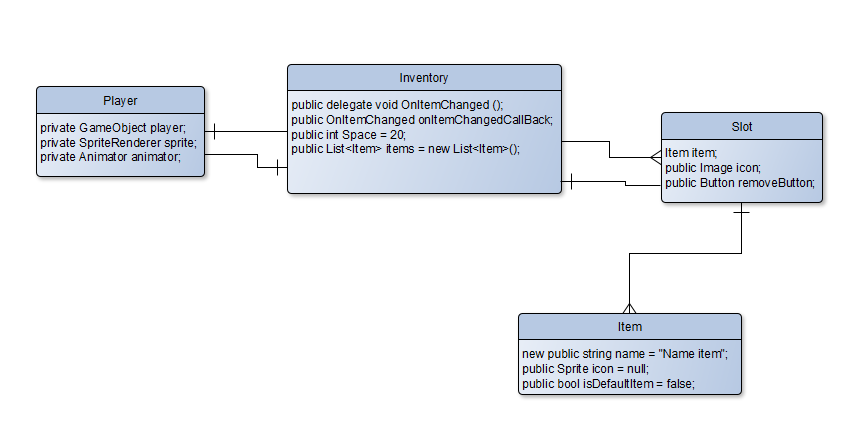 Player
private GameObject player;
private SpriteRenderer sprite;
private Animator animator;
Inventory
public delegate void OnItemChanged ();
public OnItemChanged onItemChangedCallBack;
public int Space = 20;
public List<Item> items = new List<Item>();
Slot
Item item;
public Image icon;
public Button removeButton;
Item
new public string name = "Name item";
public Sprite icon = null;
public bool isDefaultItem = false;